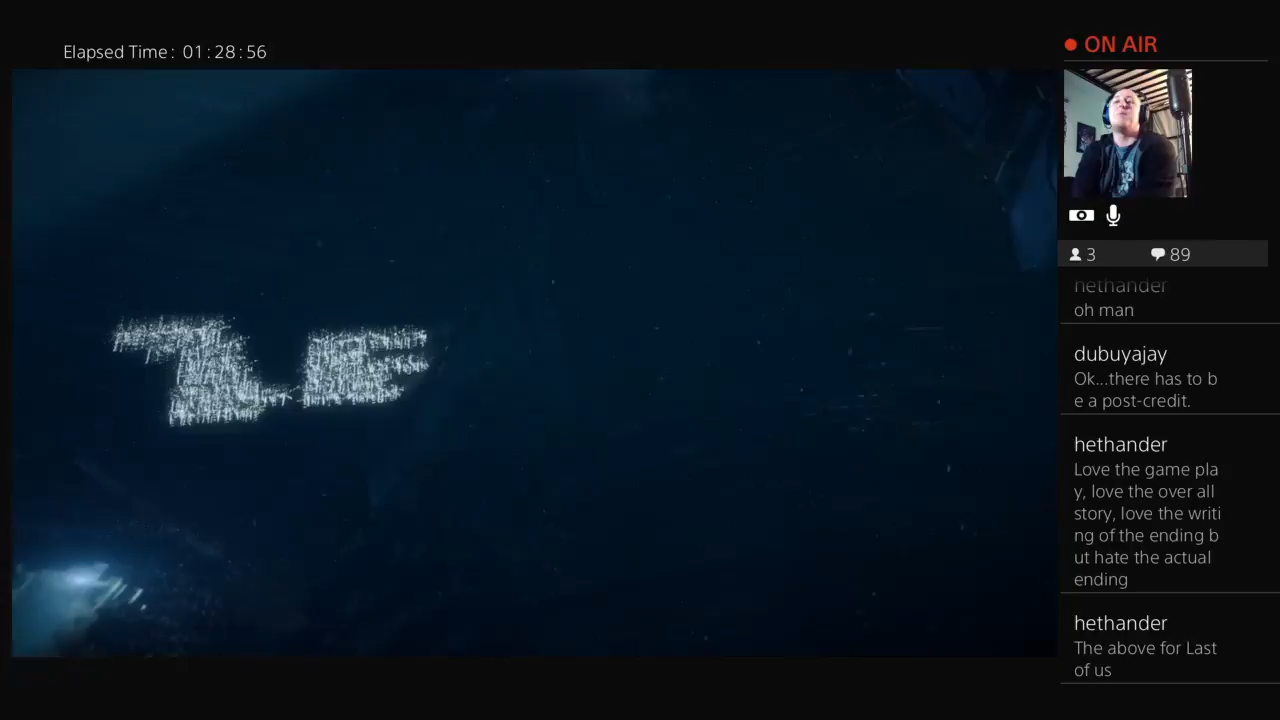 Elapsed Time: 01:28:56
ON AIR
3
89
hethander
oh man
dubuyajay
Ok...there has to b
e a post-credit.
hethander
Love the game pla
y, love the over all
story, love the writi
ng of the ending b
ut hate the actual
ending
hethander
The above for Last
of us